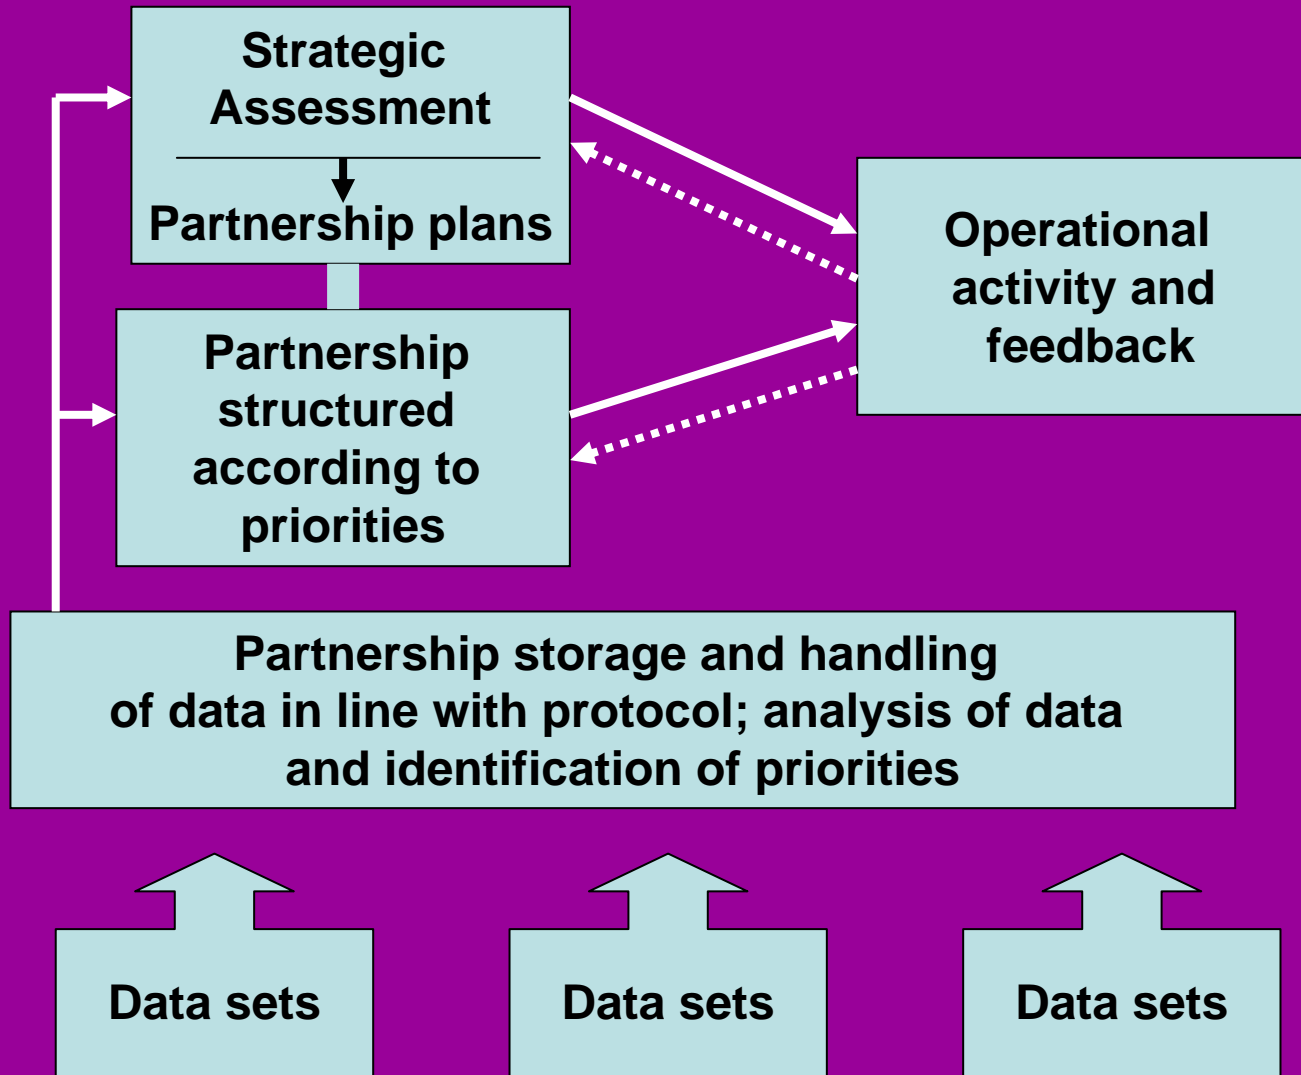 Strategic
Assessment
Partnership plans
Operational
activity and
feedback
Partnership
structured
according to
priorities
Partnership storage and handling
of data in line with protocol; analysis of data
and identification of priorities
Data sets
Data sets
Data sets